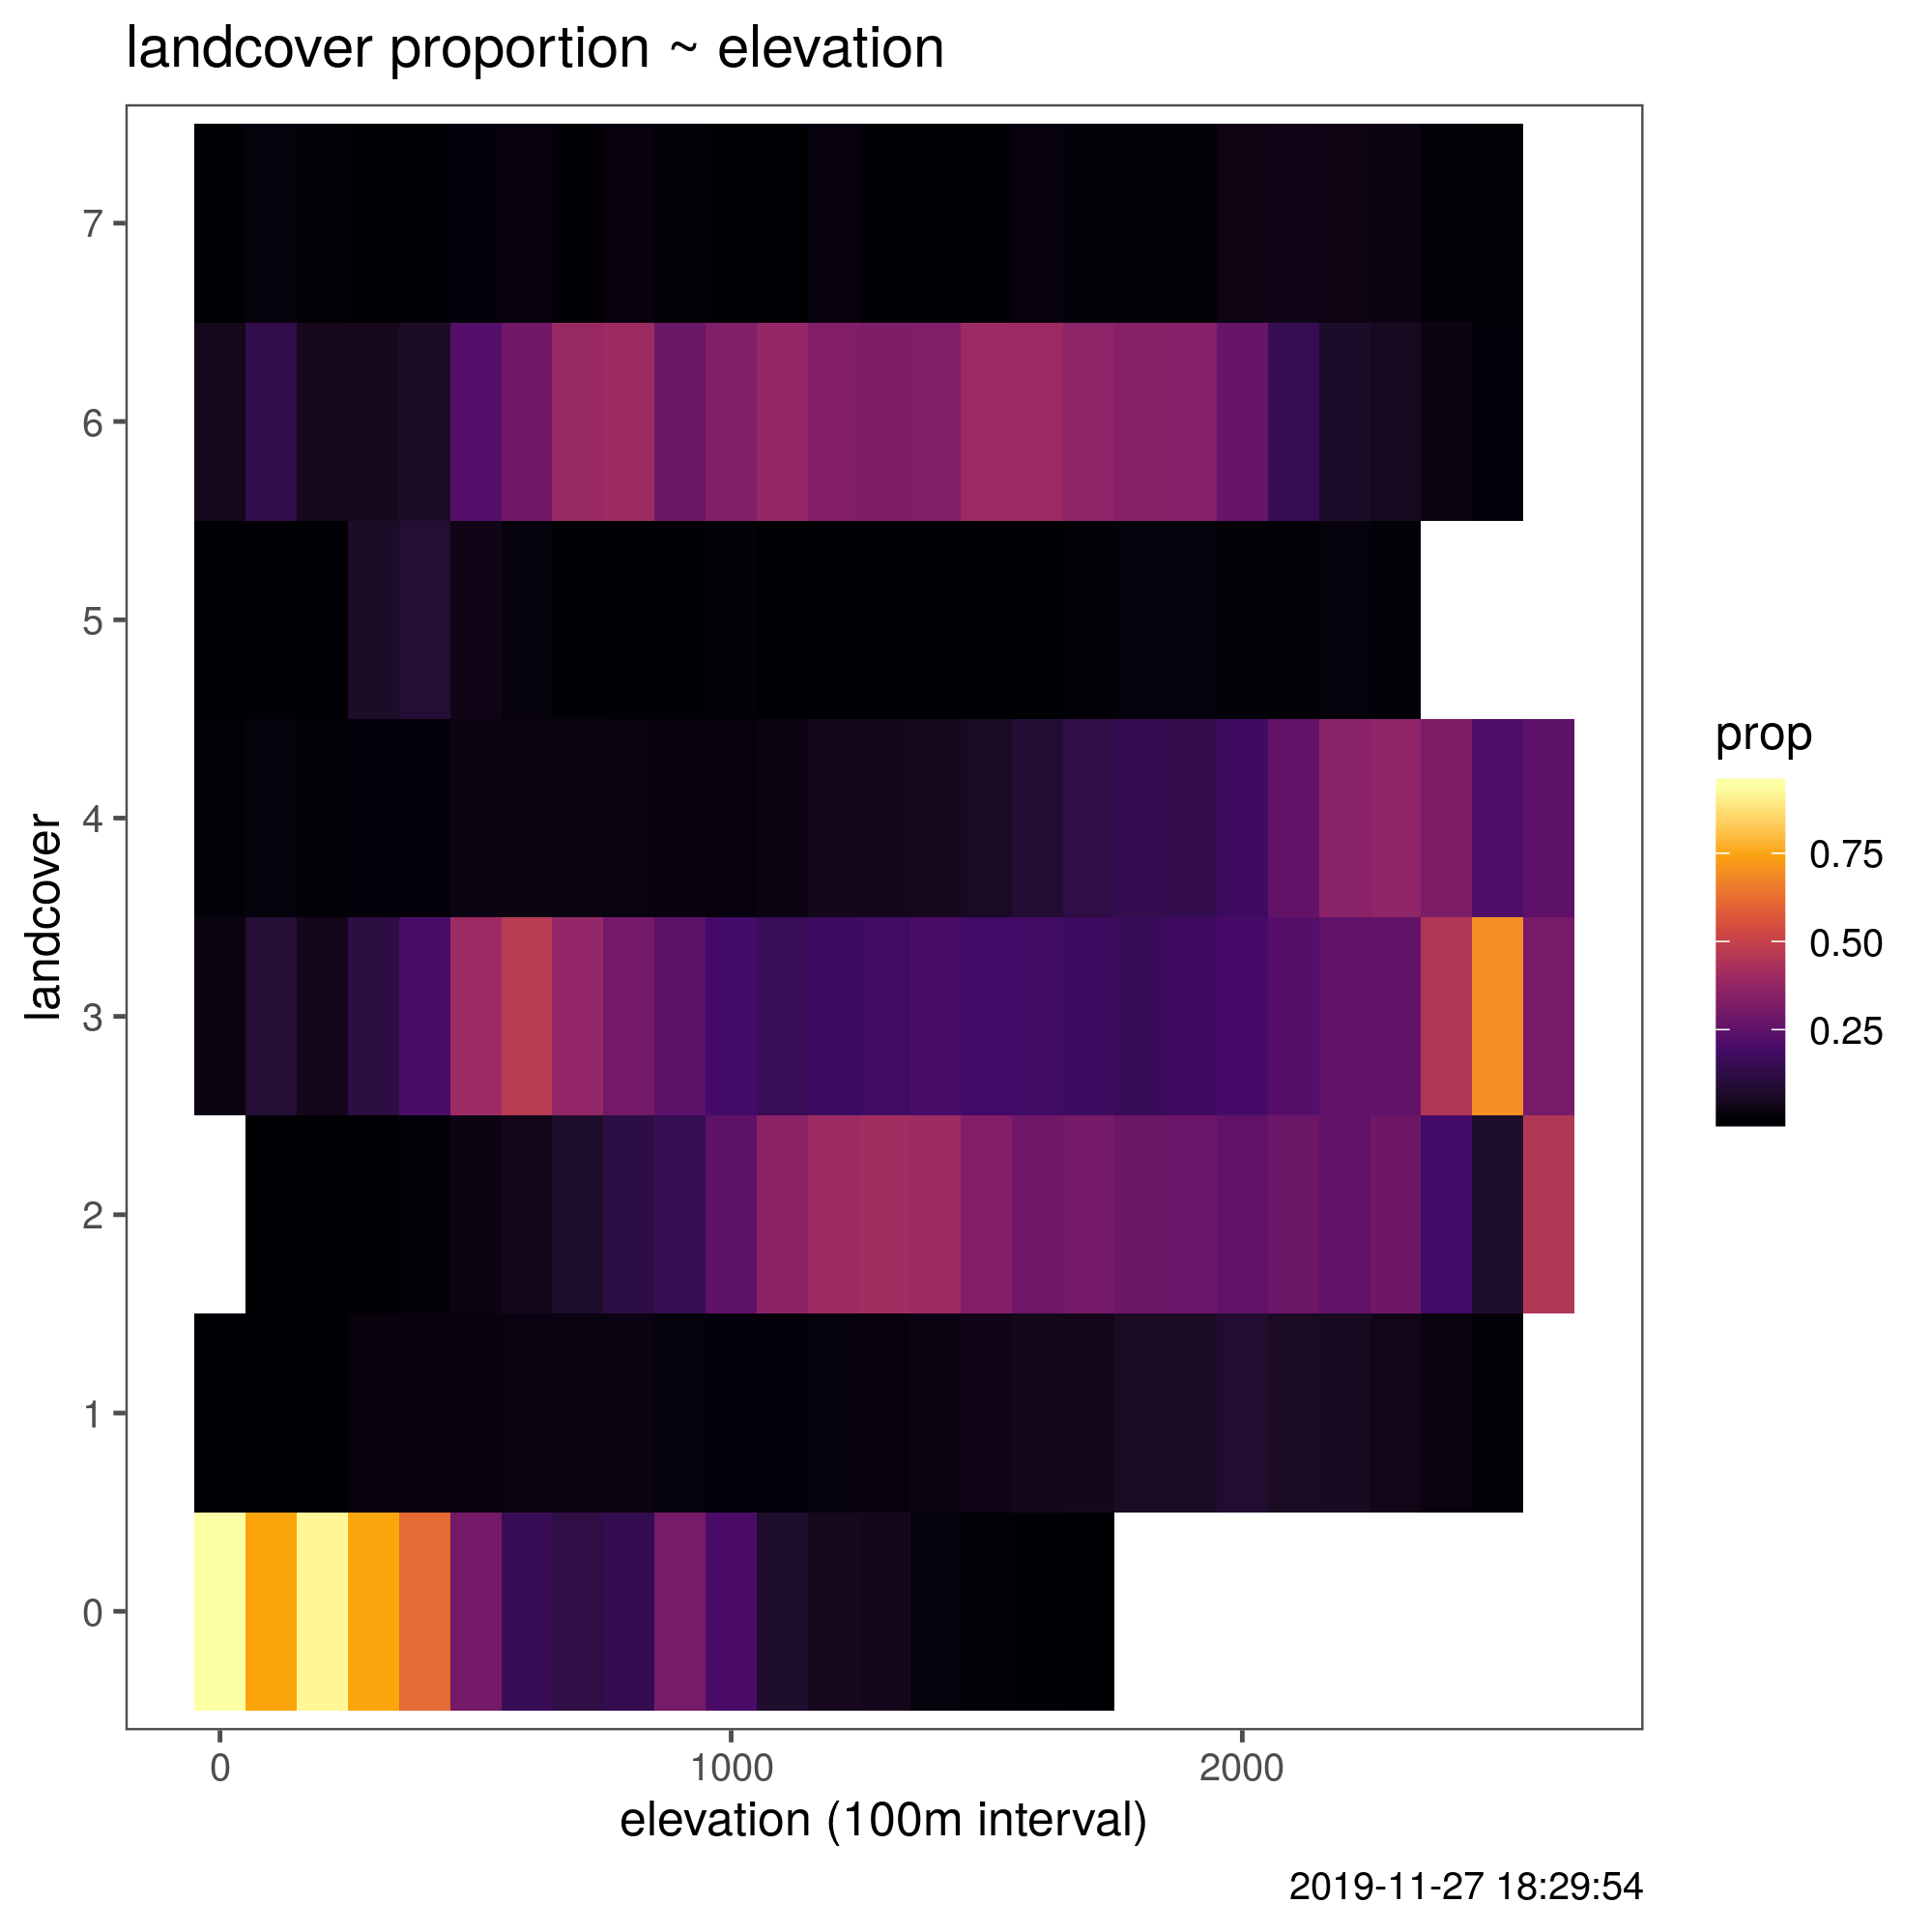 landcover proportion ~ elevation
landcover
7
6
5
4
3
2
1
0
0 1000 2000
elevation (100m interval)
prop
0.75
0.50
0.25
2019-11-27 18:29:54